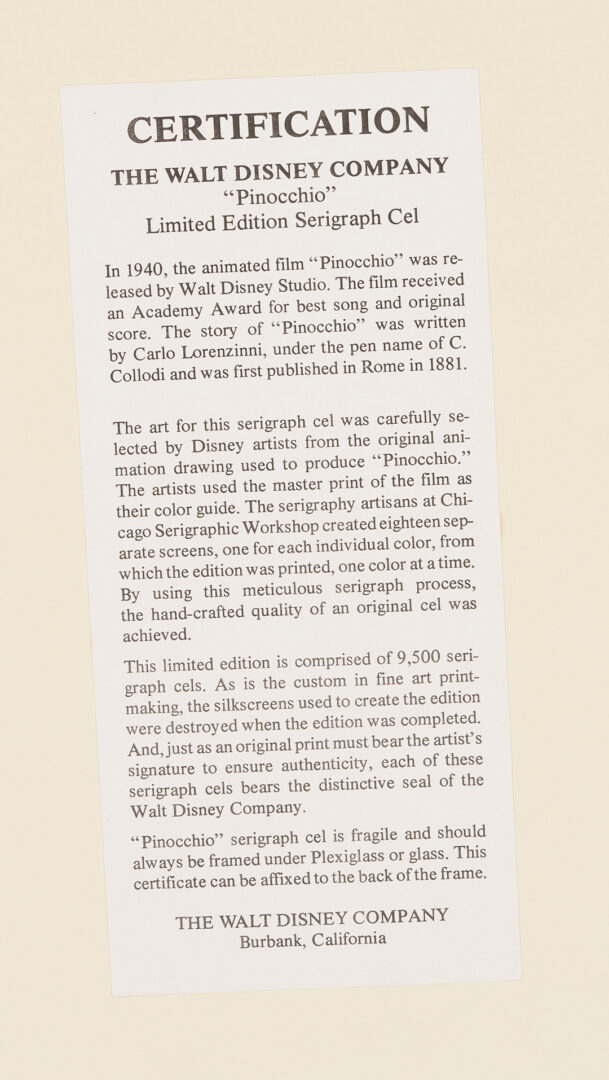 CERTIFICATION
THE WALT DISNEY COMPANY
“Pinocchio”
Limited Edition Serigraph Cel
In 1940, the animated film “Pinocchio” was re-
leased by Walt Disney Studio. The film received
an Academy Award for best song and original
score. The story of “Pinocchio” was written
by Carlo Lorenzinni, under the pen name of C.
Collodi and was first published in Rome in 1881.
The art for this serigraph cel was carefully se-
lected by Disney artists from the original ani-
mation drawing used to produce “Pinocchio.”
The artists used the master print of the film as
their color guide. The serigraphy artisans at Chi-
cago Serigraphic Workshop created eighteen sep-
arate screens, one for each individual color, from
which the edition was printed, one color at a time.
By using this meticulous serigraph process,
the hand-crafted quality of an original cel was
achieved.
This limited edition is comprised of 9,500 seri-
graph cels. As is the custom in fine art print-
making, the silkscreens used to create the edition
were destroyed when the edition was completed.
And, just as an original print must bear the artist’s
signature to ensure authenticity, each of these
serigraph cels bears the distinctive seal of the
Walt Disney Company.
“Pinocchio” serigraph cel is fragile and should
always be framed under Plexiglass or glass. This
certificate can be affixed to the back of the frame.
THE WALT DISNEY COMPANY
Burbank, California